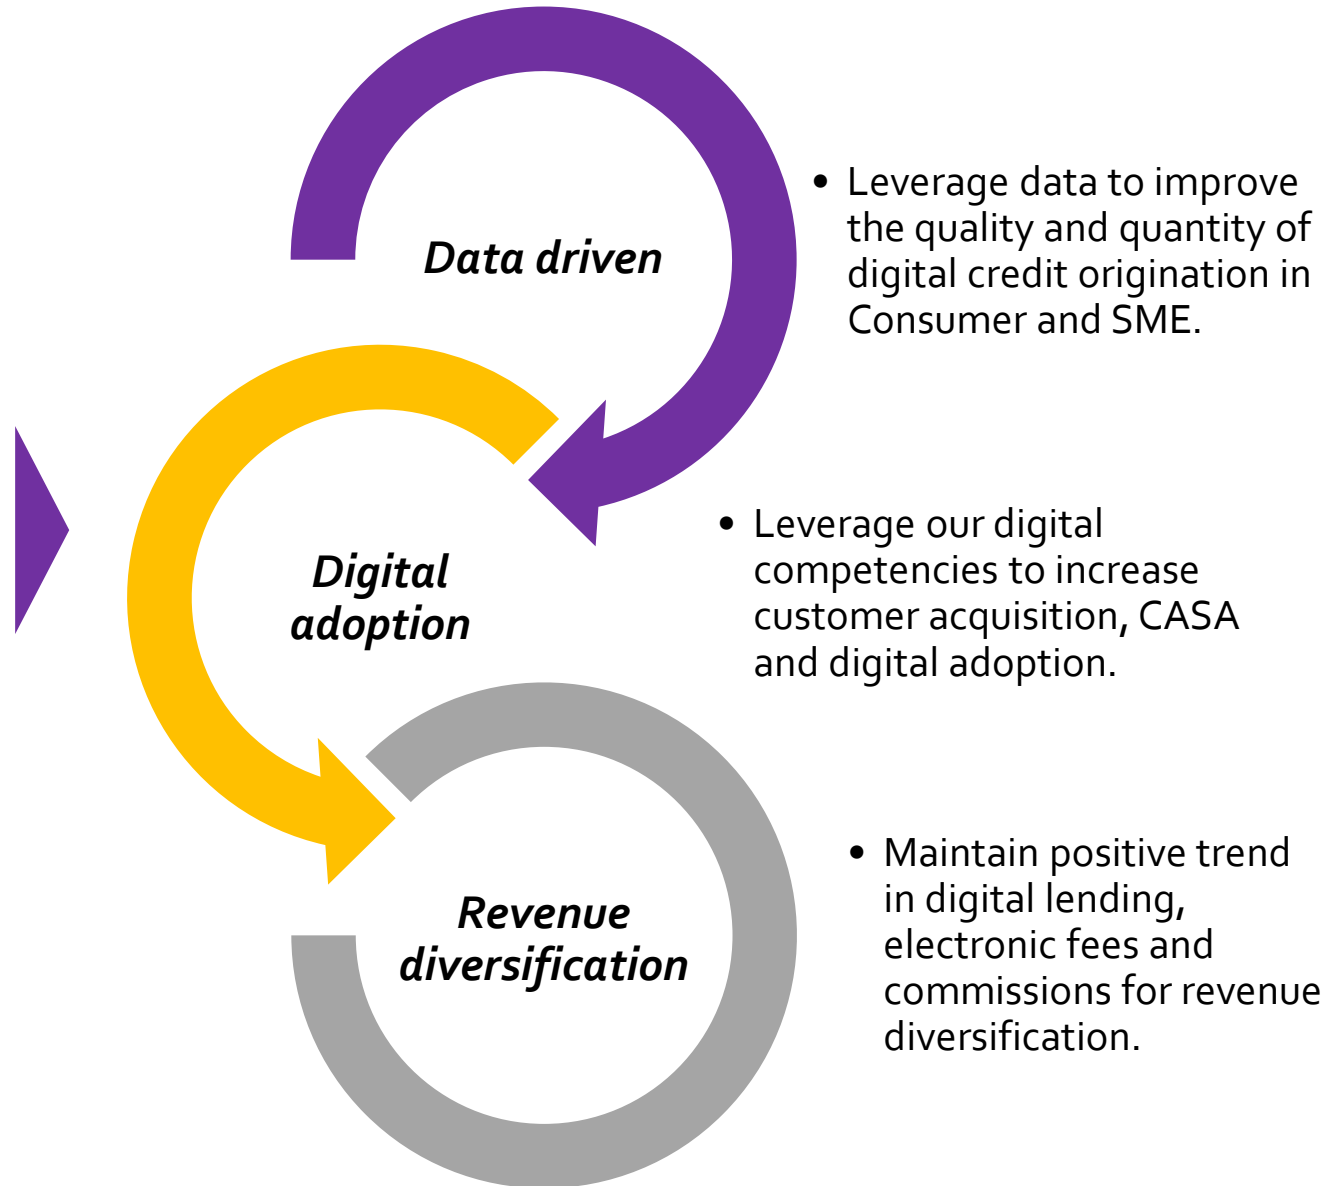 Data driven
• Leverage data to improve
the quality and quantity of
digital credit origination in
Consumer and SME.
Digital
adoption
• Leverage our digital
competencies to increase
customer acquisition, CASA
and digital adoption.
Revenue
diversification
• Maintain positive trend
in digital lending,
electronic fees and
commissions for revenue
diversification.